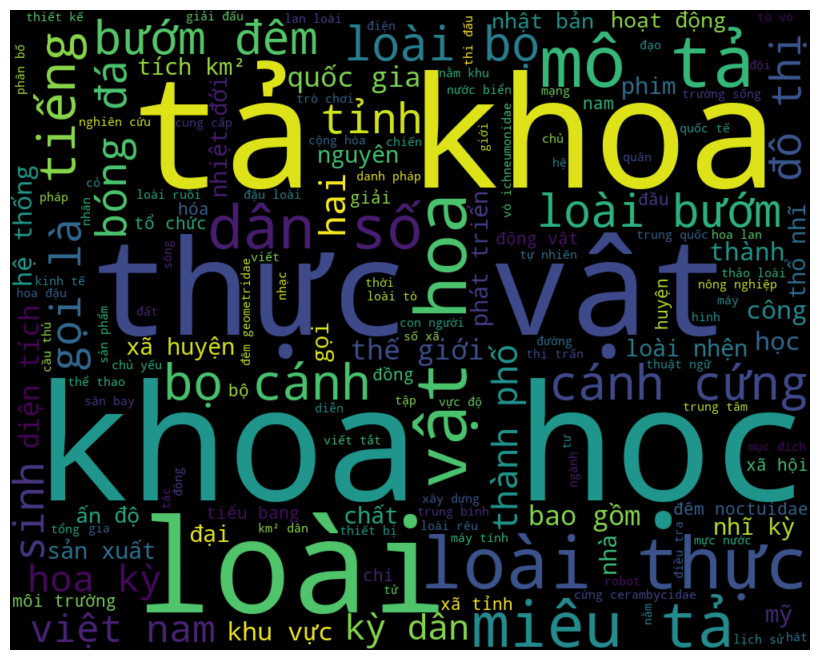 thiết kế
giải đấu
lan loài
điện
nhật bản
hoạt động
tò vò
bướm đêm
loài bọ
mô tả
đạo
đội
phân bố
tiếng
bóng đá
tích km²
quốc gia
nằm khu
nước biển
phim
mạng
trường sống
thi đấu
đô thị
tả khoa
trò chơi
nam
nghiên cứu
cung cấp
nhiệt đới
tỉnh
cộng hòa
chiến
giới
chủ
quốc tế
nguyên
hệ
quân
pháp
cỏ
loài ruồi
đậu loài
hai
danh pháp
vò ichneumonidae
nhân
hóa
giải
vật hoa
loài bướm
đầu
hệ thống
gọi là
tổ chức
dân số
phát triển
động vật
trung quốc
hoa lan
thành
thổ nhĩ
kinh tế
sông
viết
thực vật
tự nhiên
thảo loài
hoa đậu
nhạc
thời
loài tò
nông nghiệp
đất
huyện
máy
sản phẩm
con người
hình
công
diện tích
cầu thủ
xã huyện
gọi
số xã
đường
chủ yếu
thế giới
thị trấn
loài nhện
học
thể thao
bọ cánh
bộ
đồng
thuật ngữ
cánh cứng
sân bay
diễn
tập
vực độ
trung tâm
khoa học
thành phố
viết tắt
tư
ngành
mục đích
xã hội
sinh
tác
đông
xây dựng
đêm noctuidae
ấn độ
tiểu bang
chất
trung bình
bao gồm
tổng gia
đại
km² dân
thiết bị
loài rêu
nhà
điều tra
nhĩ kỳ
loài
máy tính
mực nước
sản xuất
loài thực
hoa kỳ
chi
từ
robot
cứng cerambycidae
môi trường
xã tỉnh
nằm
mỹ
việt nam
khu vực
kỳ dân
miêu tả
lịch sử
hát